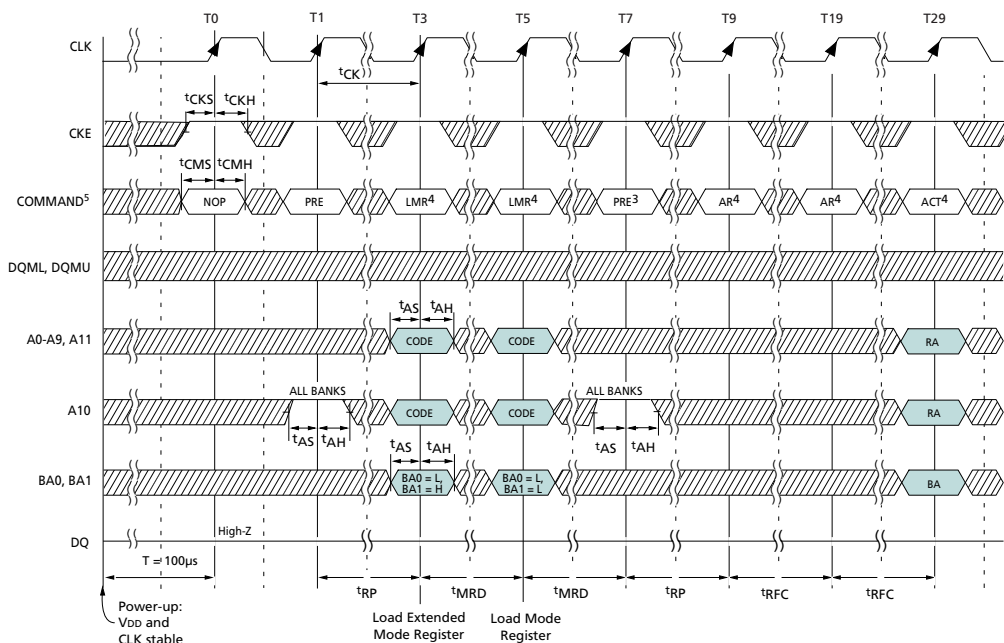 T0 T1 T3 T5 T7 T9 T19 T29
CLK
tCK
tCKS tCKH
CKE
tCMS tCMH
COMMAND5 NOP PRE LMR4 LMR4 PRE3 AR4 AR4 ACT4
DQML, DQMU
tAS tAH
A0-A9, A11 CODE CODE RA
ALL BANKS ALL BANKS
A10 CODE CODE RA
tAS tAH tAS tAH tAS tAH
BA0, BA1 BA0 = L, BA1 = H BA0 = L, BA1 = L BA
High-Z
DQ
T = 100µs
tRP tMRD tMRD tRP tRFC tRFC
Power-up:
VDD and
CLK stable
Load Extended
Mode Register
Load Mode
Register